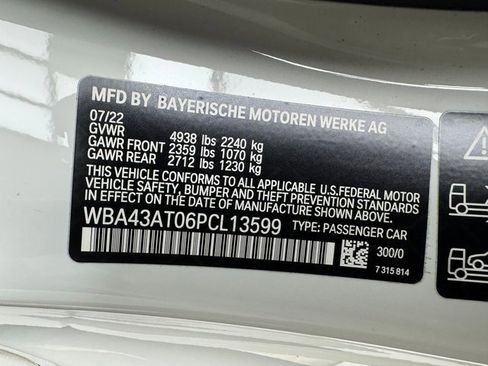 MFD BY BAYERISCHE MOTOREN WERKE AG
07/22
GVWR 4938 lbs 2240 kg
GAWR FRONT 2359 lbs 1070 kg
GAWR REAR 2712 lbs 1230 kg
THIS VEHICLE CONFORMS TO ALL APPLICABLE U.S.FEDERAL MOTOR
VEHICLE SAFETY, BUMPER, AND THEFT PREVENTION STANDARDS
IN EFFECT ON THE DATE OF MANUFACTURE SHOWN ABOVE.
WBA43AT06PCL13599 TYPE: PASSENGER CAR
300/0
7 315 814